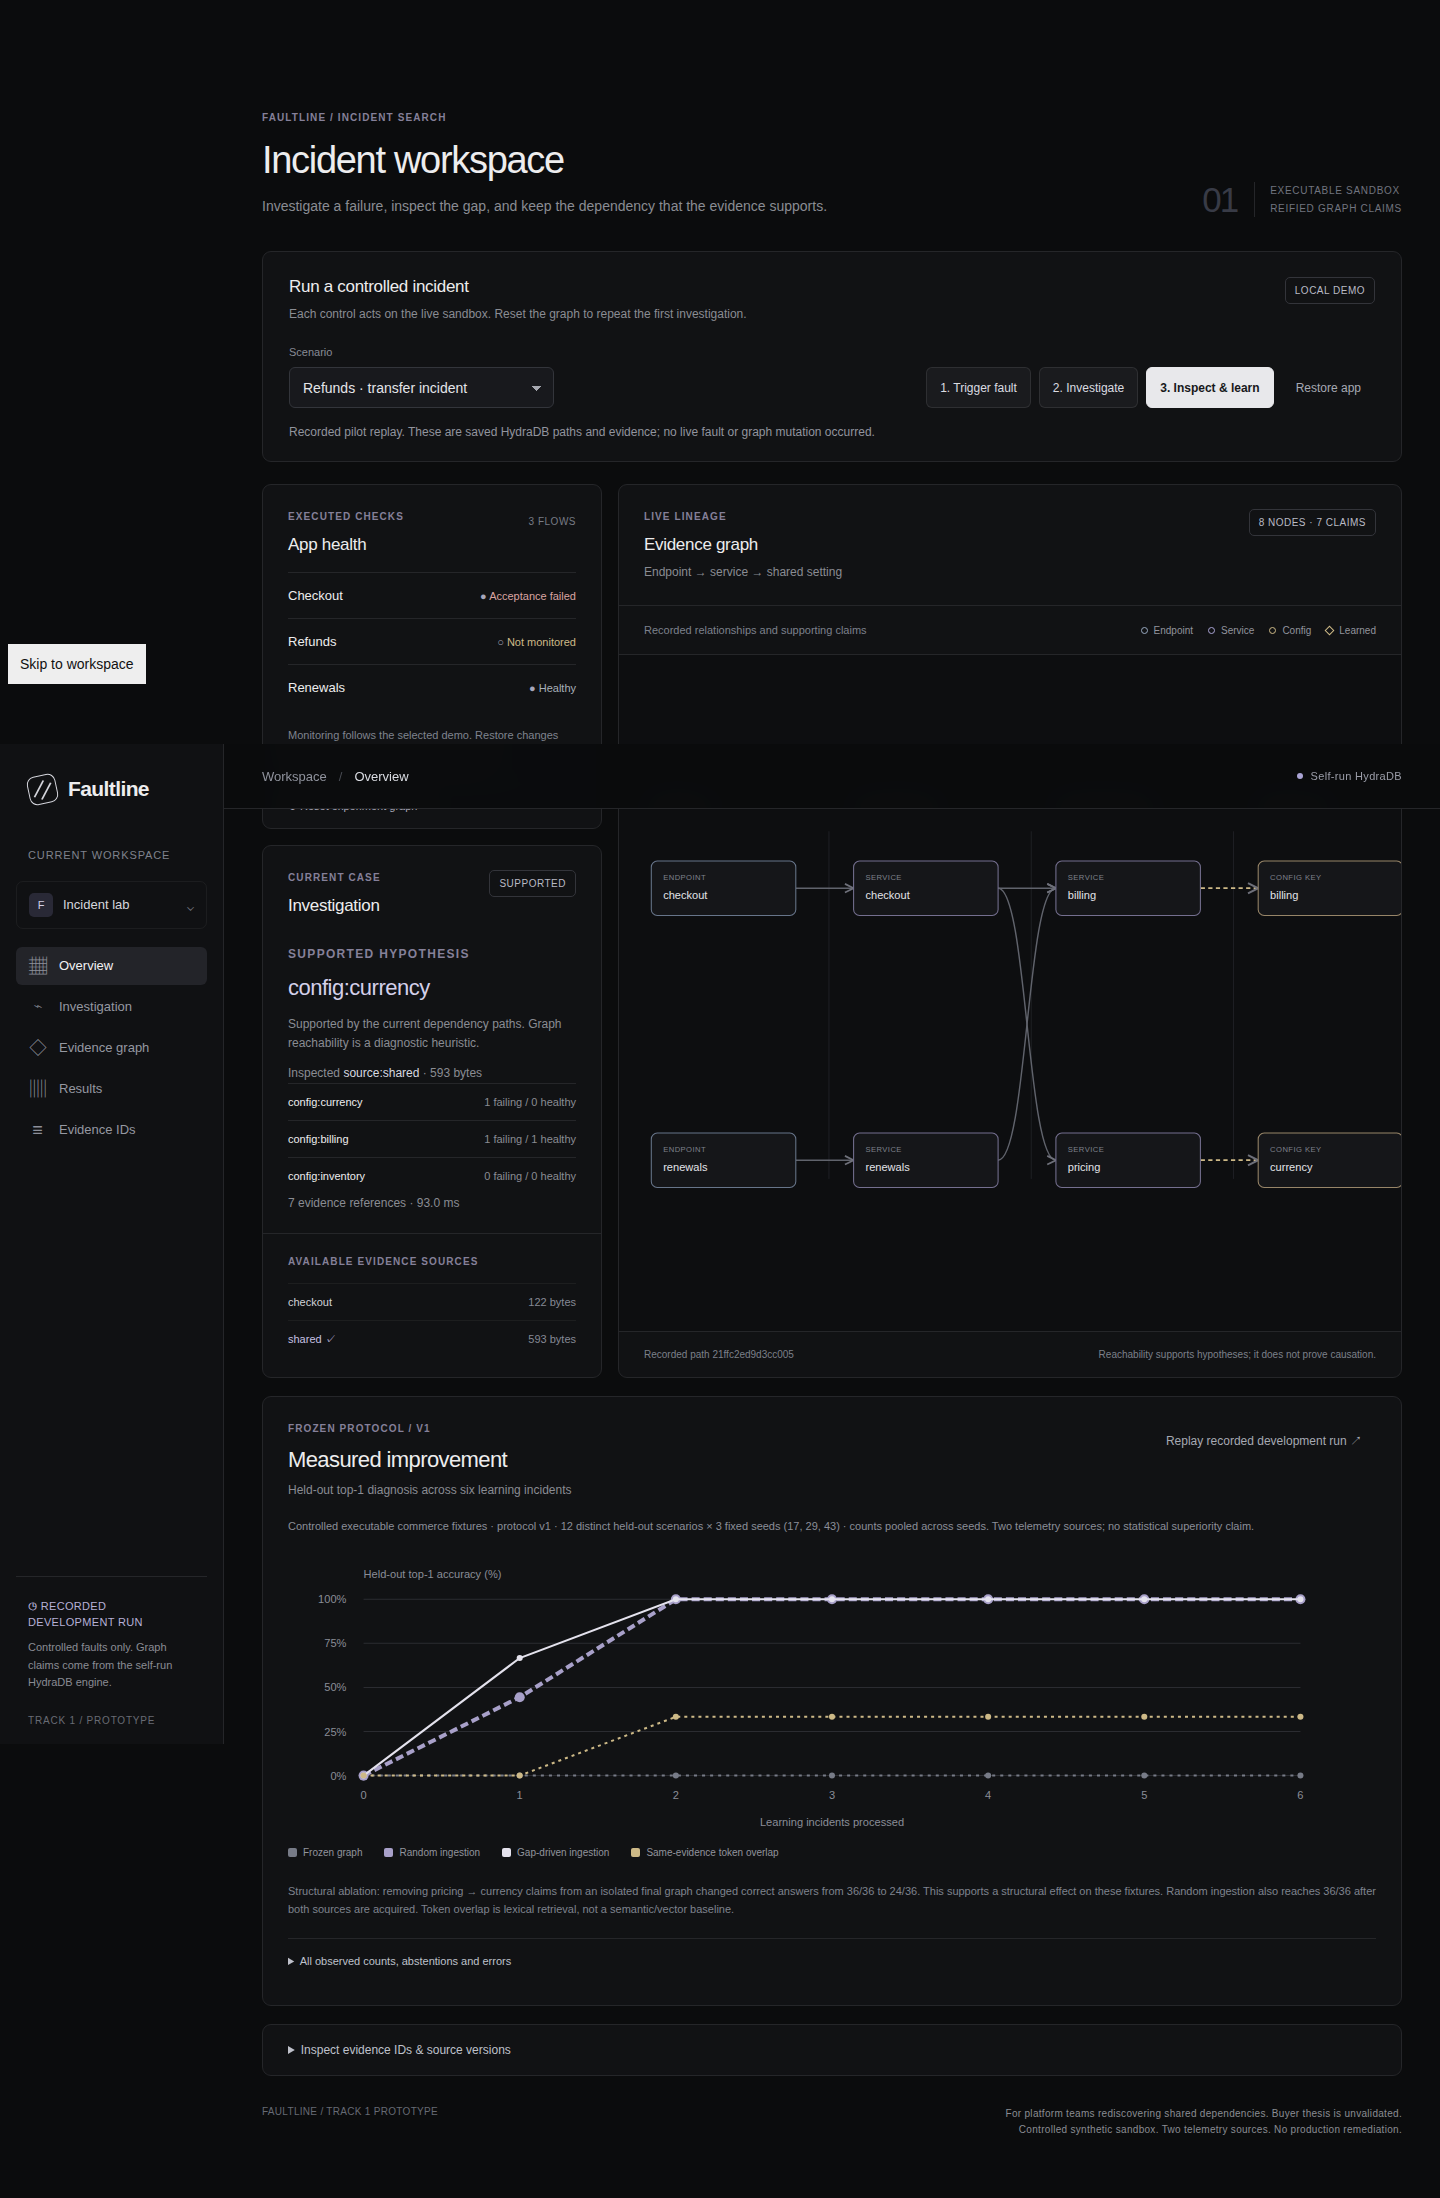 FAULTLINE / INCIDENT SEARCH
Incident workspace
Investigate a failure, inspect the gap, and keep the dependency that the evidence supports.
01
EXECUTABLE SANDBOX
REIFIED GRAPH CLAIMS
Run a controlled incident
Each control acts on the live sandbox. Reset the graph to repeat the first investigation.
LOCAL DEMO
Scenario
Refunds · transfer incident
1. Trigger fault
2. Investigate
3. Inspect & learn
Restore app
Recorded pilot replay. These are saved HydraDB paths and evidence; no live fault or graph mutation occurred.
EXECUTED CHECKS
3 FLOWS
App health
Checkout
● Acceptance failed
Refunds
○ Not monitored
Renewals
● Healthy
Monitoring follows the selected demo. Restore changes
LIVE LINEAGE
8 NODES · 7 CLAIMS
Evidence graph
Endpoint → service → shared setting
Recorded relationships and supporting claims
Endpoint
Service
Config
Learned
Skip to workspace
Faultline
Workspace / Overview
Self-run HydraDB
CURRENT WORKSPACE
F
Incident lab
Overview
Investigation
Evidence graph
Results
Evidence IDs
RECORDED
DEVELOPMENT RUN
Controlled faults only. Graph
claims come from the self-run
HydraDB engine.
TRACK 1 / PROTOTYPE
CURRENT CASE
SUPPORTED
Investigation
SUPPORTED HYPOTHESIS
config:currency
Supported by the current dependency paths. Graph
reachability is a diagnostic heuristic.
Inspected source:shared · 593 bytes
config:currency
1 failing / 0 healthy
config:billing
1 failing / 1 healthy
config:inventory
0 failing / 0 healthy
7 evidence references · 93.0 ms
AVAILABLE EVIDENCE SOURCES
checkout
122 bytes
shared ✓
593 bytes
ENDPOINT
checkout
SERVICE
checkout
SERVICE
billing
CONFIG KEY
billing
ENDPOINT
renewals
SERVICE
renewals
SERVICE
pricing
CONFIG KEY
currency
Recorded path 21ffc2ed9d3cc005
Reachability supports hypotheses; it does not prove causation.
FROZEN PROTOCOL / V1
Measured improvement
Replay recorded development run ↗
Held-out top-1 diagnosis across six learning incidents
Controlled executable commerce fixtures · protocol v1 · 12 distinct held-out scenarios × 3 fixed seeds (17, 29, 43) · counts pooled across seeds. Two telemetry sources; no statistical superiority claim.
Held-out top-1 accuracy (%)
100%
75%
50%
25%
0%
0
1
2
3
4
5
6
Learning incidents processed
Frozen graph
Random ingestion
Gap-driven ingestion
Same-evidence token overlap
Structural ablation: removing pricing → currency claims from an isolated final graph changed correct answers from 36/36 to 24/36. This supports a structural effect on these fixtures. Random ingestion also reaches 36/36 after
both sources are acquired. Token overlap is lexical retrieval, not a semantic/vector baseline.
All observed counts, abstentions and errors
Inspect evidence IDs & source versions
FAULTLINE / TRACK 1 PROTOTYPE
For platform teams rediscovering shared dependencies. Buyer thesis is unvalidated.
Controlled synthetic sandbox. Two telemetry sources. No production remediation.